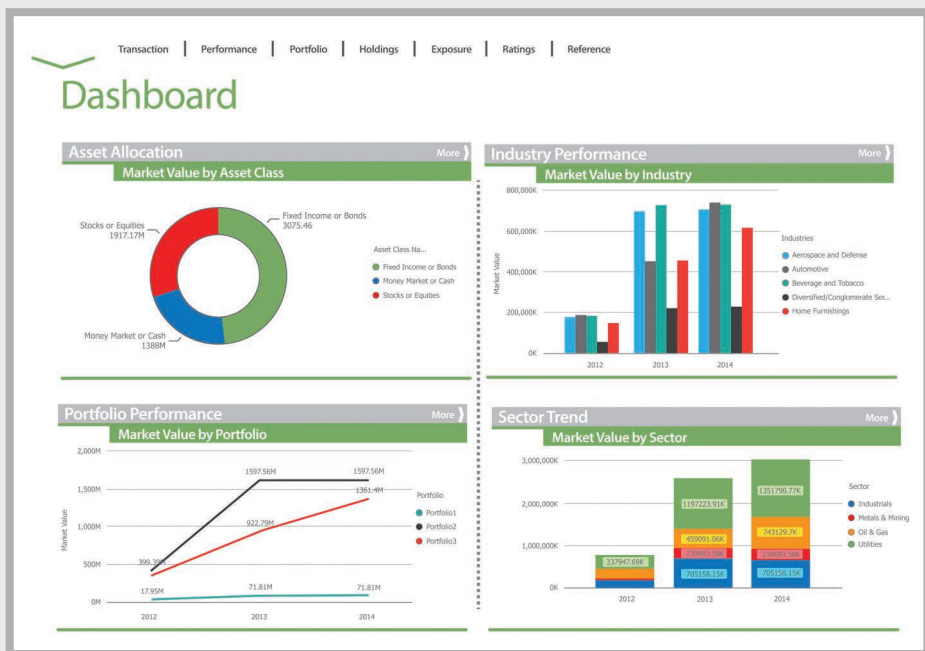 Transaction | Performance | Portfolio | Holdings | Exposure | Ratings | Reference
Dashboard
Asset Allocation More
Market Value by Asset Class
Fixed Income or Bonds
3075.46
Stocks or Equities
1917.17M
Money Market or Cash
1388M
Asset Class Na...
Fixed Income or Bonds
Money Market or Cash
Stocks or Equities
Industry Performance More
Market Value by Industry
Market Value
800,000K
600,000K
400,000K
200,000K
0K
2012 2013 2014
Industries
Aerospace and Defense
Automotive
Beverage and Tobacco
Diversified/Conglomerate Ser...
Home Furnishings
Portfolio Performance More
Market Value by Portfolio
Market Value
2,000M
1,500M
1,000M
500M
0M
1597.56M 1597.56M
1361.4M
922.79M
399.39M
17.95M 71.81M 71.81M
2012 2013 2014
Portfolio
Portfolio1
Portfolio2
Portfolio3
Sector Trend More
Market Value by Sector
3,000,000K
2,000,000K
1,000,000K
0K
337947.69K
1197223.91K
459091.06K
705158.15K
1351790.77K
743129.7K
705158.15K
2012 2013 2014
Sector
Industrials
Metals & Mining
Oil & Gas
Utilities